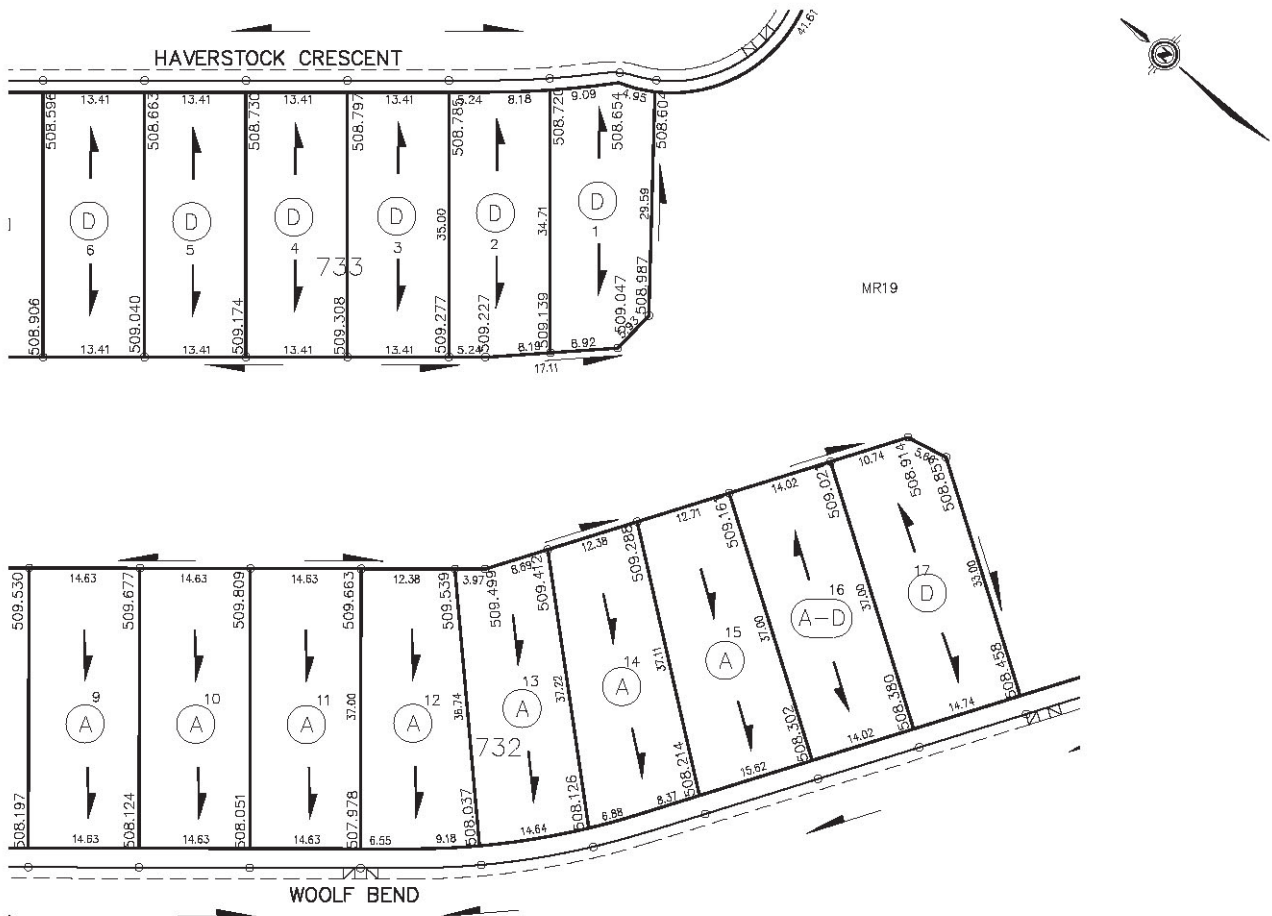 41.61
HAVERSTOCK CRESCENT
N
13.41 13.41 13.41 13.41 5.24 8.18 9.09 4.95
508.596 508.663 508.730 508.797 508.785 508.720 508.654 508.604
D D D D D D
6 5 4 3 2 1
35.00 34.71 29.59
733
MR19
508.906 509.040 509.174 509.308 509.277 509.227 509.139 509.047 508.987
13.41 13.41 13.41 13.41 5.24 8.19 8.92 5.93
17.11
14.63 14.63 14.63 12.38 3.97 8.69 12.38 12.71 14.02 10.74 5.66
509.530 509.677 509.809 509.663 509.539 509.499 509.412 509.288 509.161 509.021 508.914 508.851
9 10 11 12 13 14 15 16 17
A A A A A A A A-D D
37.00 36.74 37.22 37.11 37.00 37.00 33.00
732
508.197 508.124 508.051 507.978 508.037 508.126 508.214 508.302 508.380 508.458
14.63 14.63 14.63 6.55 9.18 14.64 6.88 8.37 15.62 14.02 14.74
WOOLF BEND